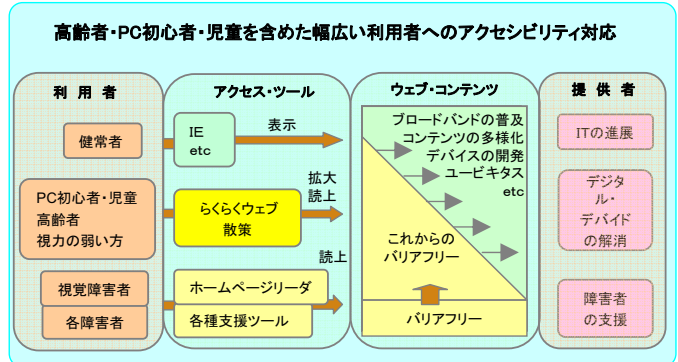 高齢者・PC初心者・児童を含めた幅広い利用者へのアクセシビリティ対応
利 用 者
健常者
PC初心者・児童
高齢者
視力の弱い方
視覚障害者
各障害者
アクセス・ツール
IE
etc
表示
らくらくウェブ
散策
拡大
読上
読上
ホームページリーダ
各種支援ツール
ウェブ・コンテンツ
ブロードバンドの普及
コンテンツの多様化
デバイスの開発
ユービキタス
etc
これからの
バリアフリー
バリアフリー
提 供 者
ITの進展
デジタ
ル・
デバイド
の解消
障害者
の支援